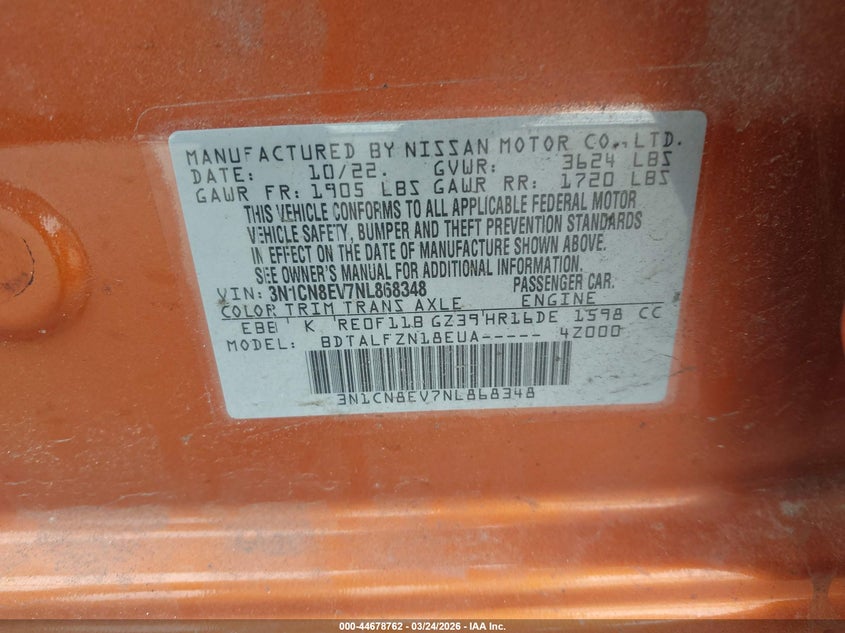 MANUFACTURED BY NISSAN MOTOR CO., LTD.
DATE: 10/22. GVWR: 3624 LBS
GAWR FR: 1905 LBS GAWR RR: 1720 LBS
THIS VEHICLE CONFORMS TO ALL APPLICABLE FEDERAL MOTOR
VEHICLE SAFETY, BUMPER AND THEFT PREVENTION STANDARDS
IN EFFECT ON THE DATE OF MANUFACTURE SHOWN ABOVE.
SEE OWNER'S MANUAL FOR ADDITIONAL INFORMATION.
VIN: 3N1CN8EV7NL868348 PASSENGER CAR.
COLOR TRIM TRANS AXLE ENGINE
EBB K RE0F11B GZ39 HR16DE 1598 CC
MODEL: BDTALFZN18EUA----- 4Z000
3N1CN8EV7NL868348
000-44678762 — 03/24/2026 — IAA Inc.